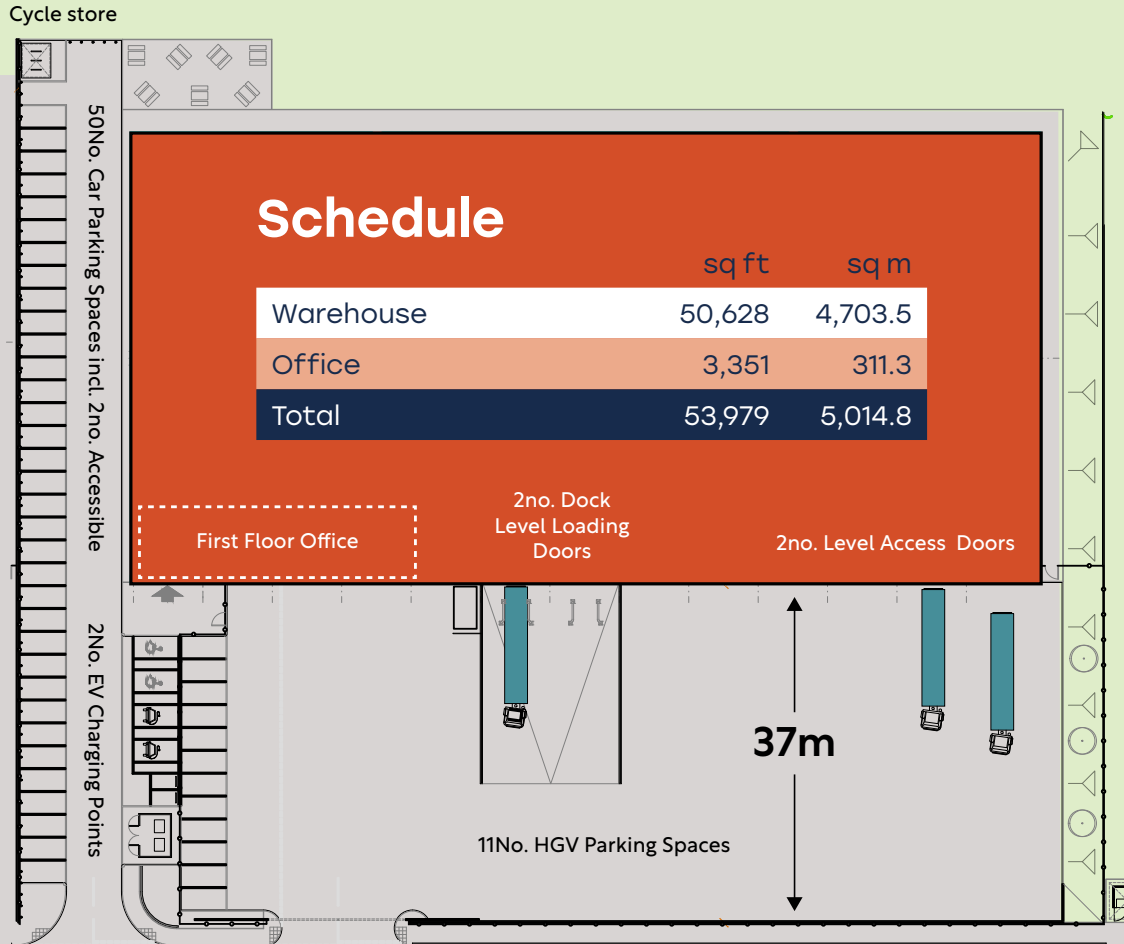 Cycle store
50No. Car Parking Spaces incl. 2no. Accessible
Schedule
sq ft sq m
Warehouse 50,628 4,703.5
Office 3,351 311.3
Total 53,979 5,014.8
First Floor Office
2no. Dock
Level Loading
Doors
2no. Level Access Doors
2No. EV Charging Points
37m
11No. HGV Parking Spaces